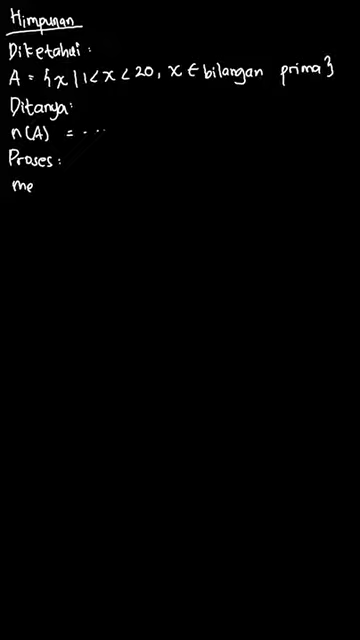 Himpunan
Diketahui :
A = {x | 1 < x < 20, x ∈ bilangan prima}
Ditanya:
n(A) = ...
Proses :
me